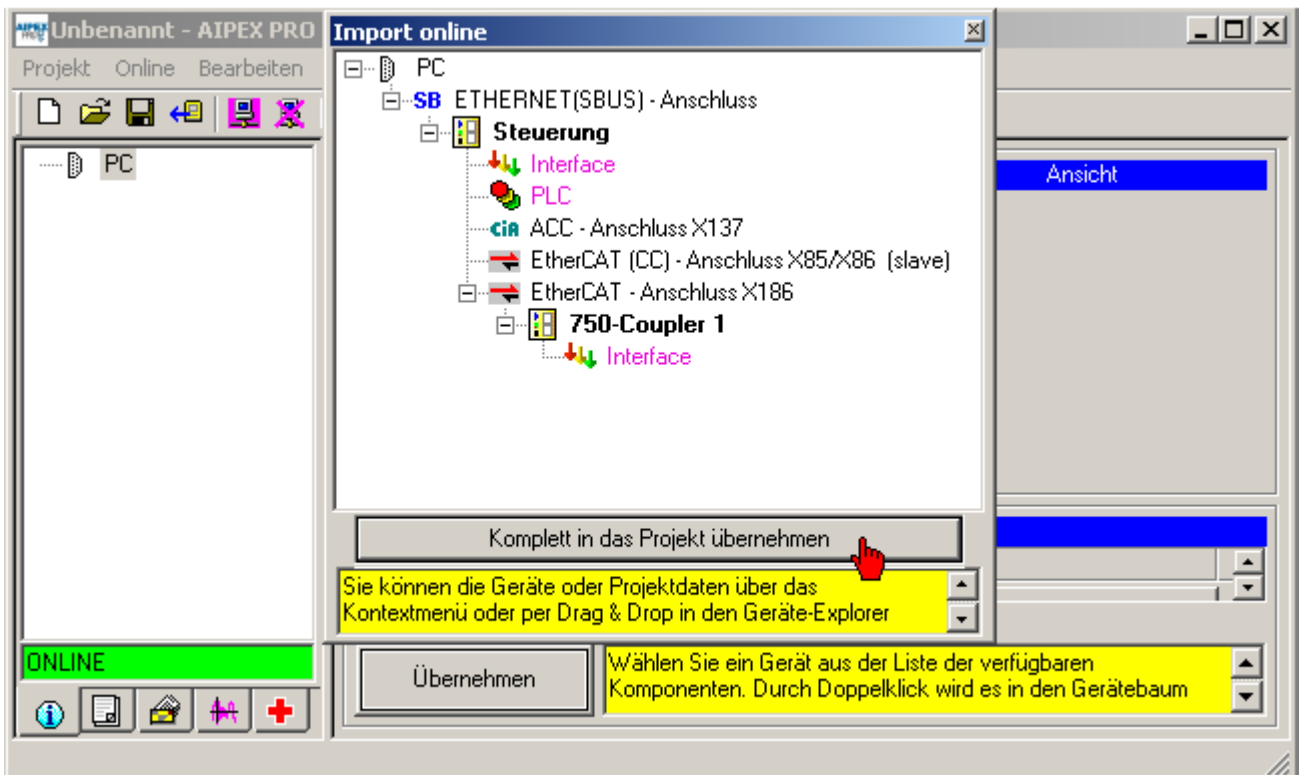 Unbenannt - AIPEX PRO
Projekt Online Bearbeiten
PC
ONLINE
Import online
PC
SB ETHERNET(SBUS) - Anschluss
Steuerung
Interface
PLC
CiA ACC - Anschluss X137
EtherCAT (CC) - Anschluss X85/X86 (slave)
EtherCAT - Anschluss X186
750-Coupler 1
Interface
Komplett in das Projekt übernehmen
Sie können die Geräte oder Projektdaten über das
Kontextmenü oder per Drag & Drop in den Geräte-Explorer
Ansicht
Übernehmen
Wählen Sie ein Gerät aus der Liste der verfügbaren
Komponenten. Durch Doppelklick wird es in den Gerätebaum